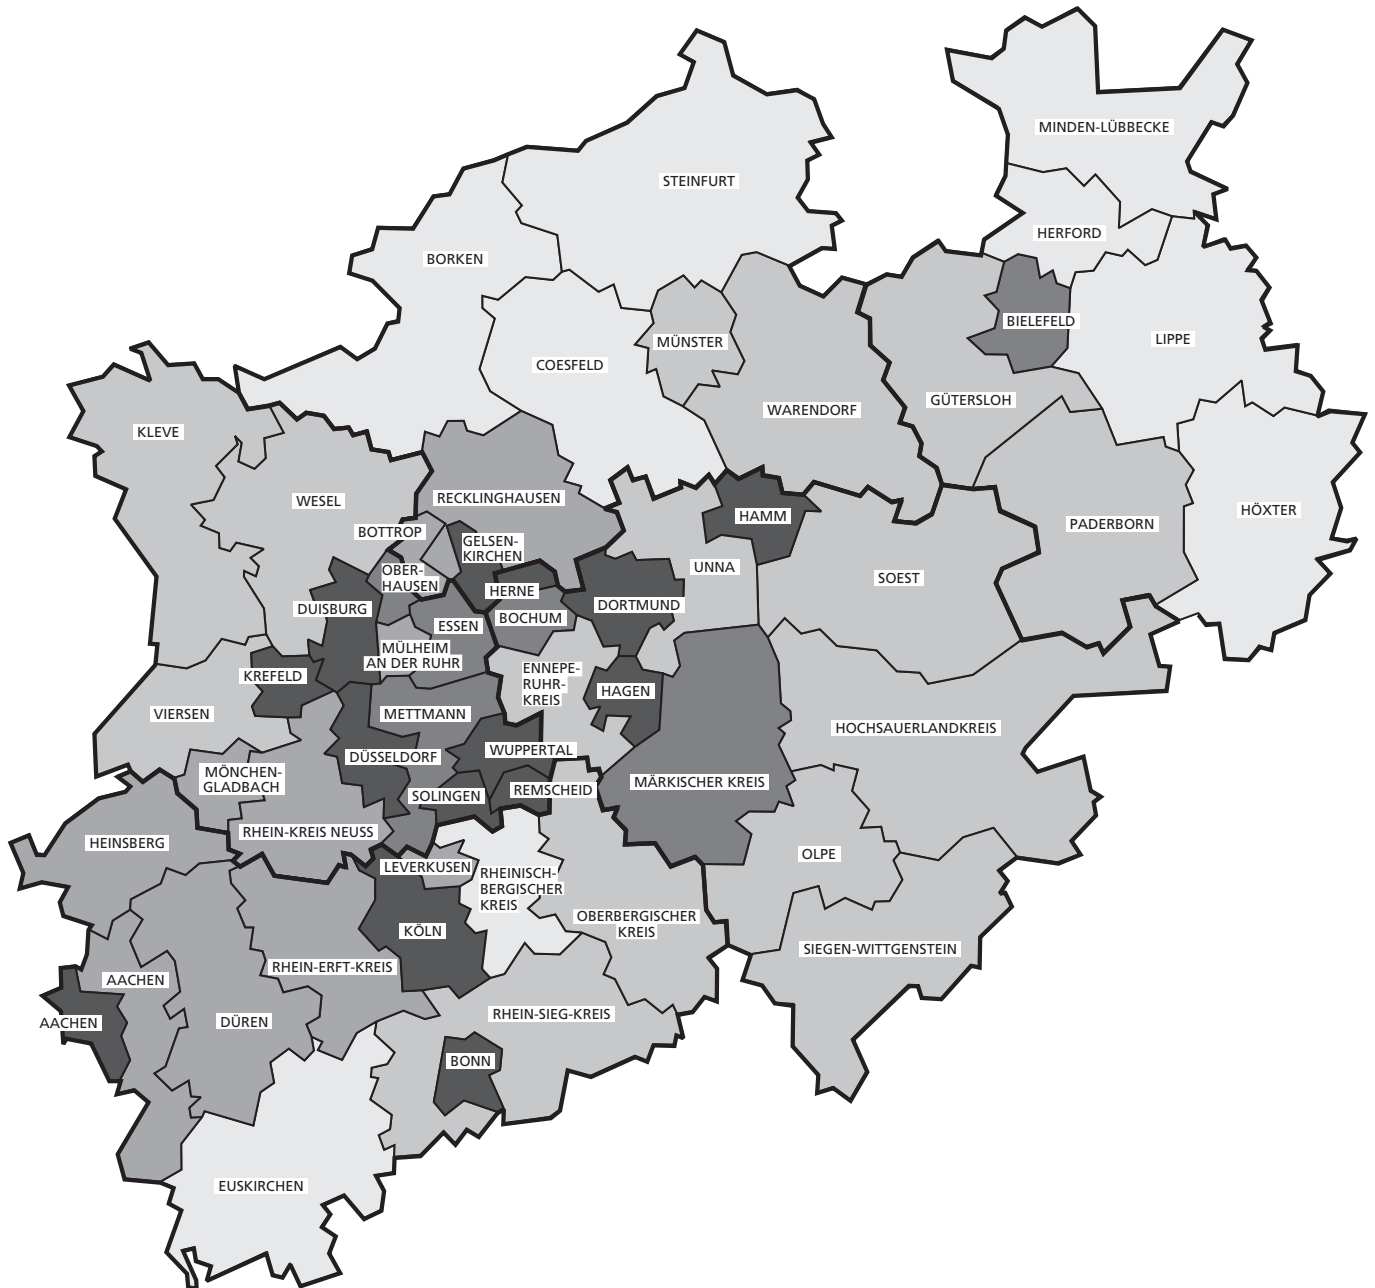 MINDEN-LÜBBECKE
STEINFURT
HERFORD
BORKEN
BIELEFELD
LIPPE
MÜNSTER
COESFELD
GÜTERSLOH
WARENDORF
KLEVE
RECKLINGHAUSEN
WESEL
HÖXTER
HAMM
PADERBORN
BOTTROP
GELSEN-
KIRCHEN
UNNA
OBER-
HAUSEN
SOEST
HERNE
DUISBURG
DORTMUND
BOCHUM
ESSEN
MÜLHEIM
AN DER RUHR
ENNEPE-
RUHR-
KREIS
KREFELD
HAGEN
VIERSEN
METTMANN
HOCHSAUERLANDKREIS
WUPPERTAL
DÜSSELDORF
MÖNCHEN-
GLADBACH
MÄRKISCHER KREIS
REMSCHEID
SOLINGEN
RHEIN-KREIS NEUSS
HEINSBERG
OLPE
LEVERKUSEN
RHEINISCH-
BERGISCHER
KREIS
OBERBERGISCHER
KREIS
KÖLN
SIEGEN-WITTGENSTEIN
RHEIN-ERFT-KREIS
AACHEN
RHEIN-SIEG-KREIS
DÜREN
AACHEN
BONN
EUSKIRCHEN